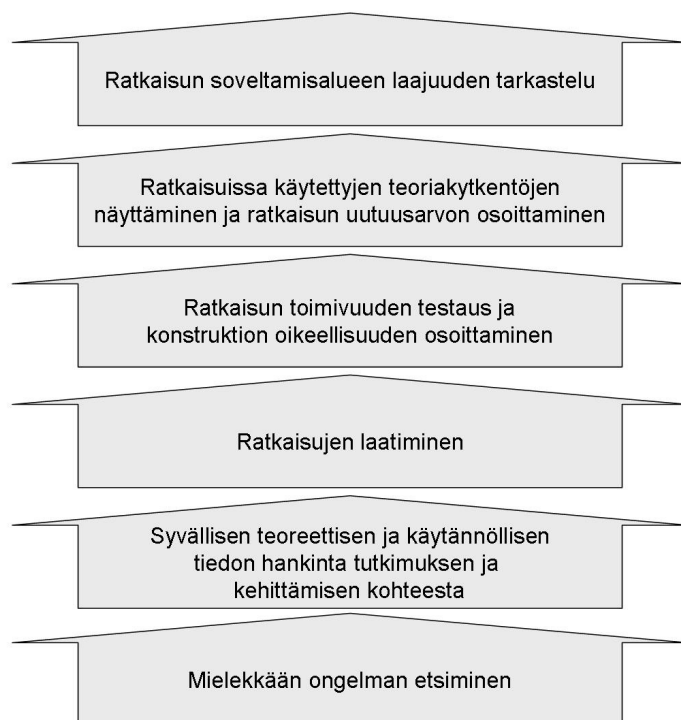 Ratkaisun soveltamisalueen laajuuden tarkastelu
Ratkaisuissa käytettyjen teoriakytkentöjen
näyttäminen ja ratkaisun uutuusarvon osoittaminen
Ratkaisun toimivuuden testaus ja
konstruktion oikeellisuuden osoittaminen
Ratkaisujen laatiminen
Syvällisen teoreettisen ja käytännöllisen
tiedon hankinta tutkimuksen ja
kehittämisen kohteesta
Mielekkään ongelman etsiminen